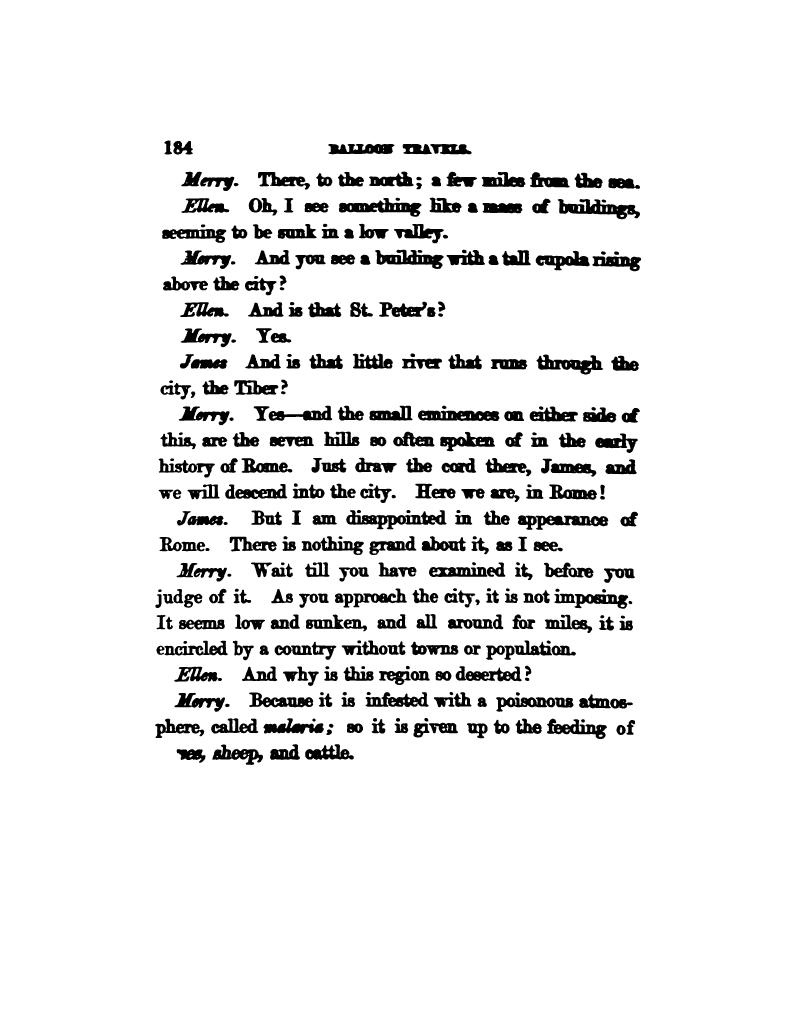 184 BALLOON TRAVELS.
Merry. There, to the north; a few miles from the sea.
Ellen. Oh, I see something like a mass of buildings,
seeming to be sunk in a low valley.
Merry. And you see a building with a tall cupola rising
above the city?
Ellen. And is that St. Peter's?
Merry. Yes.
James And is that little river that runs through the
city, the Tiber?
Merry. Yes—and the small eminences on either side of
this, are the seven hills so often spoken of in the early
history of Rome. Just draw the cord there, James, and
we will descend into the city. Here we are, in Rome!
James. But I am disappointed in the appearance of
Rome. There is nothing grand about it, as I see.
Merry. Wait till you have examined it, before you
judge of it. As you approach the city, it is not imposing.
It seems low and sunken, and all around for miles, it is
encircled by a country without towns or population.
Ellen. And why is this region so deserted?
Merry. Because it is infested with a poisonous atmos-
phere, called malaria; so it is given up to the feeding of
sheep, and cattle.